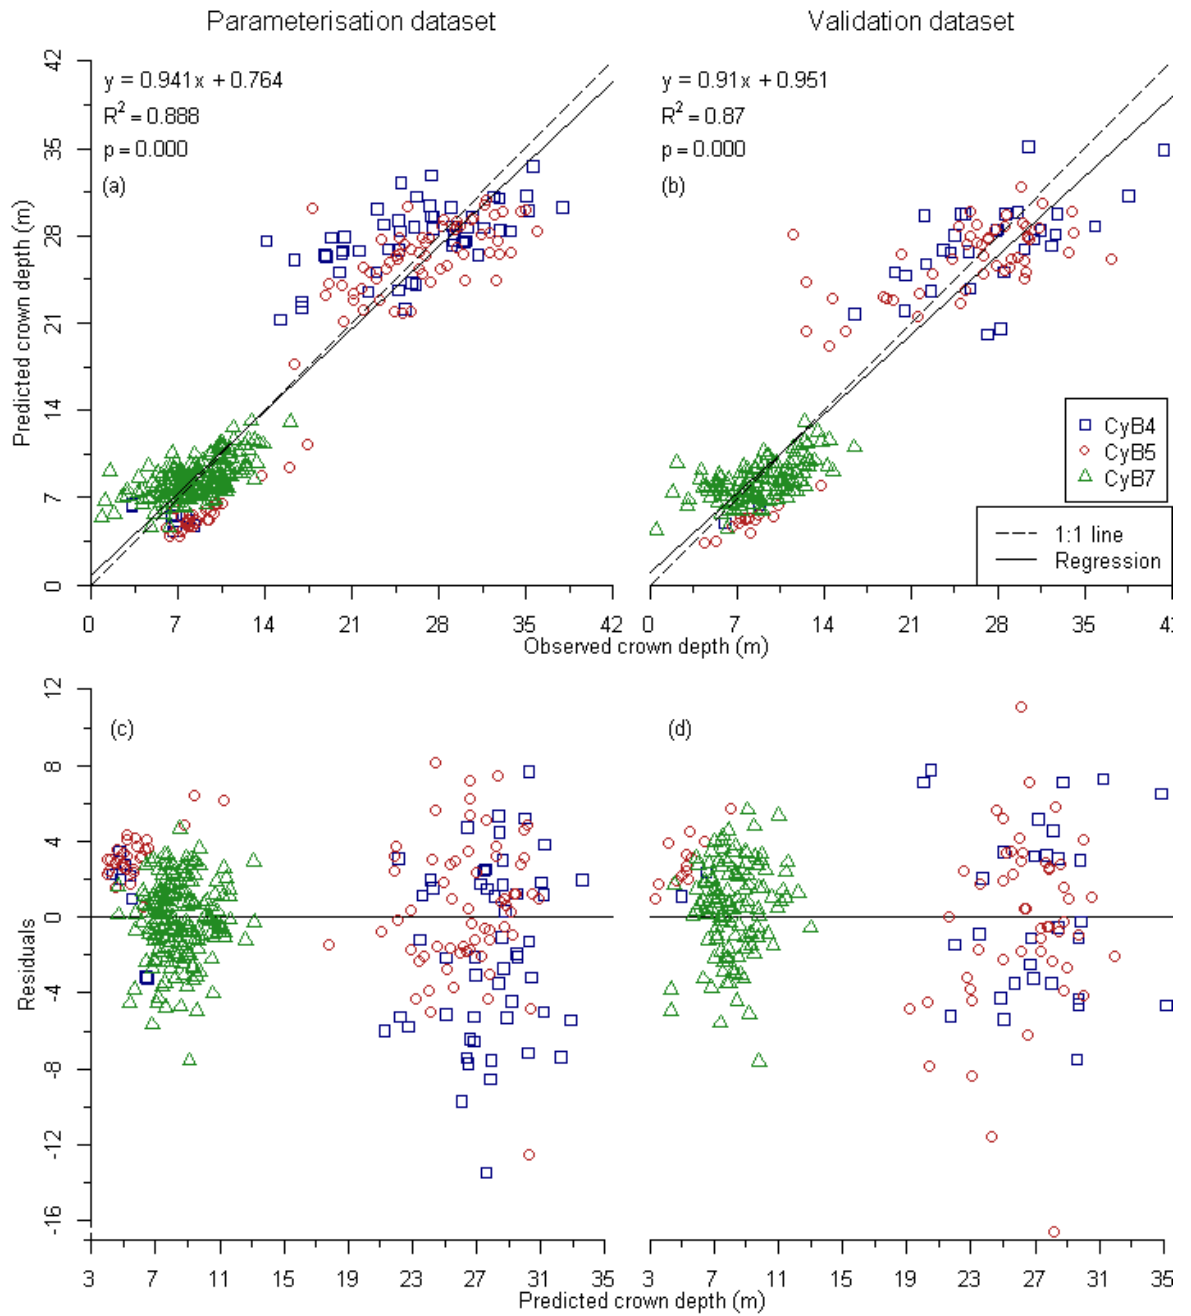 Parameterisation dataset
Validation dataset
Predicted crown depth (m)
42
35
28
21
14
7
0
y = 0.941x + 0.764
R² = 0.888
p = 0.000
(a)
y = 0.91x + 0.951
R² = 0.87
p = 0.000
(b)
CyB4
CyB5
CyB7
1:1 line
Regression
0 7 14 21 28 35 42
0 7 14 21 28 35
Observed crown depth (m)
Residuals
12
8
4
0
-4
-8
-12
-16
(c)
(d)
3 7 11 15 19 23 27 31 35
3 7 11 15 19 23 27 31 35
Predicted crown depth (m)